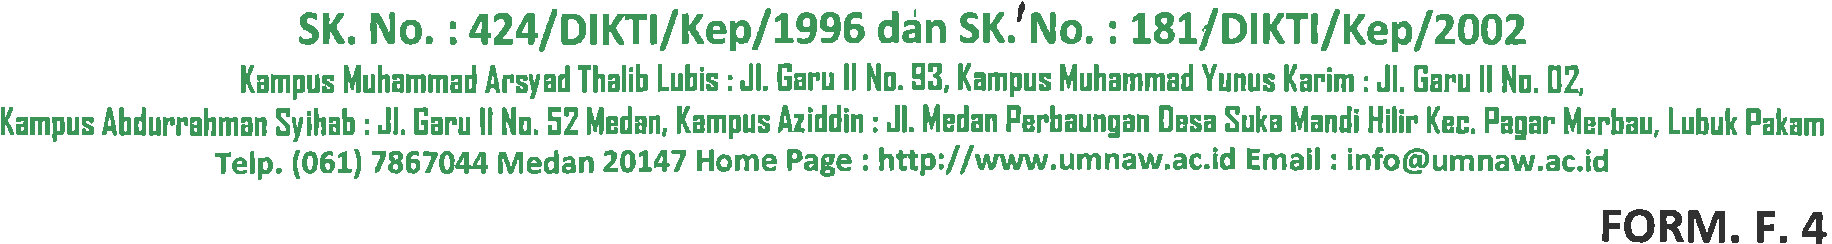 SK. No. : 424/DIKTI/Kep/1996 dan SK. No. : 181/DIKTI/Kep/2002
Kampus Muhammad Arsyad Thalib Lubis : Jl. Garu II No. 93, Kampus Muhammad Yunus Karim : Jl. Garu II No. 02,
Kampus Abdurrahman Syihab : Jl. Garu II No. 52 Medan, Kampus Aziddin : Jl. Medan Perbaungan Desa Suka Mandi Hilir Kec. Pagar Merbau, Lubuk Pakam
Telp. (061) 7867044 Medan 20147 Home Page : http://www.umnaw.ac.id Email : info@umnaw.ac.id
FORM. F. 4